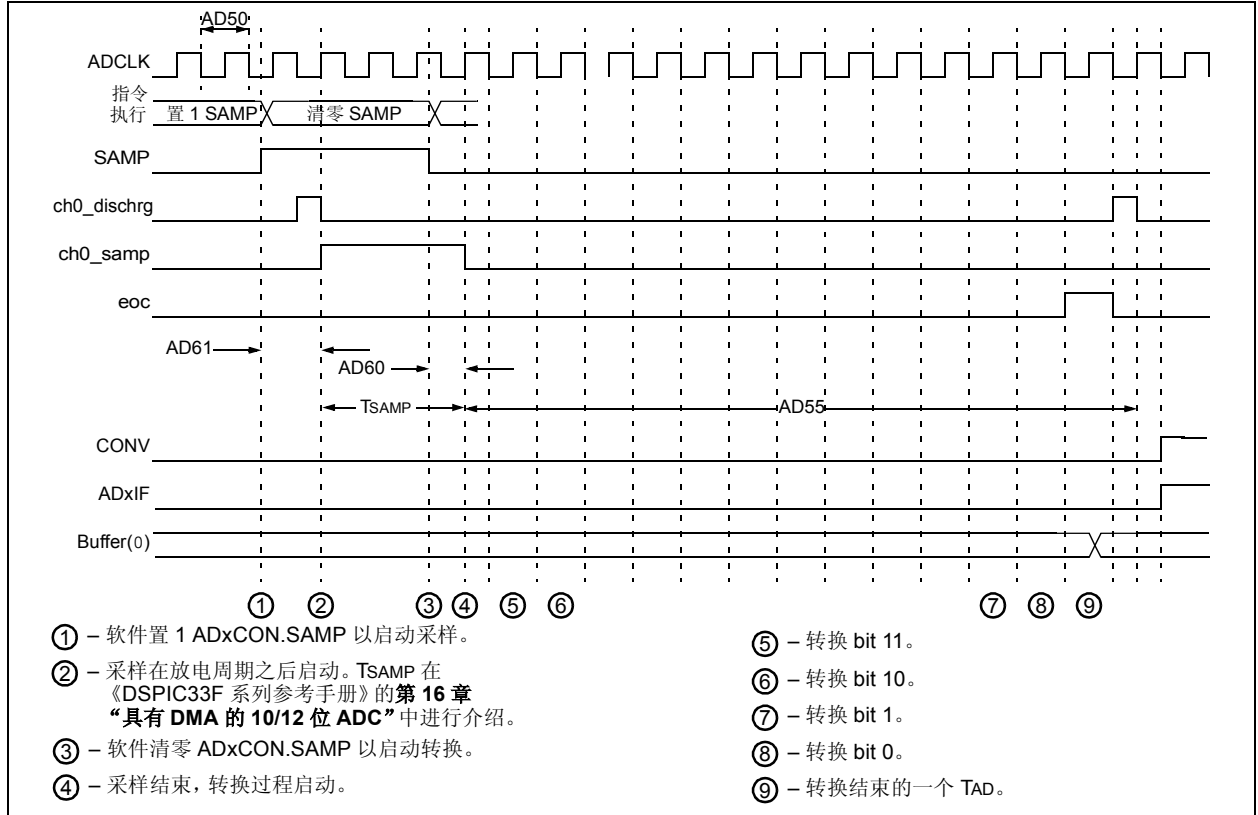 AD50
ADCLK
指令
执行
置 1 SAMP
清零 SAMP
SAMP
ch0_dischrg
ch0_samp
eoc
AD61
AD60
TSAMP
AD55
CONV
ADxIF
Buffer(0)
① ② ③ ④ ⑤ ⑥ ⑦ ⑧ ⑨
① – 软件置 1 ADxCON.SAMP 以启动采样。
② – 采样在放电周期之后启动。TSAMP 在
《DSPIC33F 系列参考手册》的第 16 章
“具有 DMA 的 10/12 位 ADC”中进行介绍。
③ – 软件清零 ADxCON.SAMP 以启动转换。
④ – 采样结束，转换过程启动。
⑤ – 转换 bit 11。
⑥ – 转换 bit 10。
⑦ – 转换 bit 1。
⑧ – 转换 bit 0。
⑨ – 转换结束的一个 TAD。